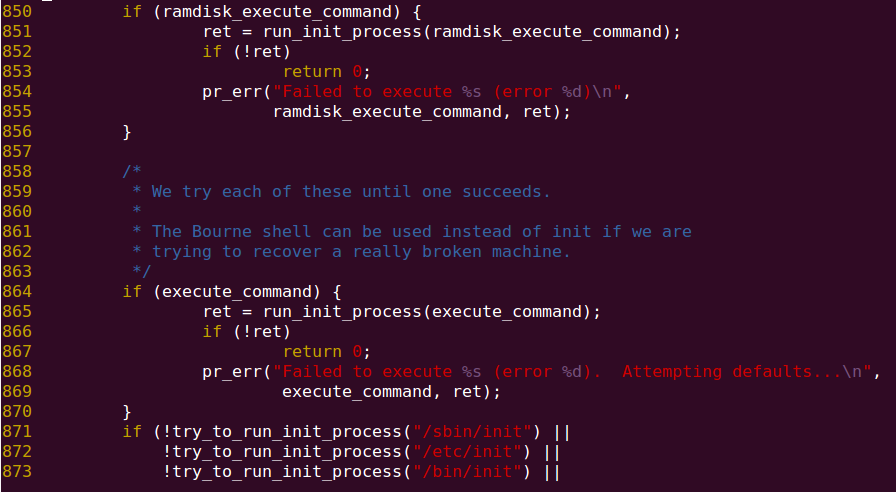 850         if (ramdisk_execute_command) {
851                 ret = run_init_process(ramdisk_execute_command);
852                 if (!ret)
853                         return 0;
854                 pr_err("Failed to execute %s (error %d)\n",
855                        ramdisk_execute_command, ret);
856         }
857
858         /*
859          * We try each of these until one succeeds.
860          *
861          * The Bourne shell can be used instead of init if we are
862          * trying to recover a really broken machine.
863          */
864         if (execute_command) {
865                 ret = run_init_process(execute_command);
866                 if (!ret)
867                         return 0;
868                 pr_err("Failed to execute %s (error %d).  Attempting defaults...\n",
869                         execute_command, ret);
870         }
871         if (!try_to_run_init_process("/sbin/init") ||
872             !try_to_run_init_process("/etc/init") ||
873             !try_to_run_init_process("/bin/init") ||